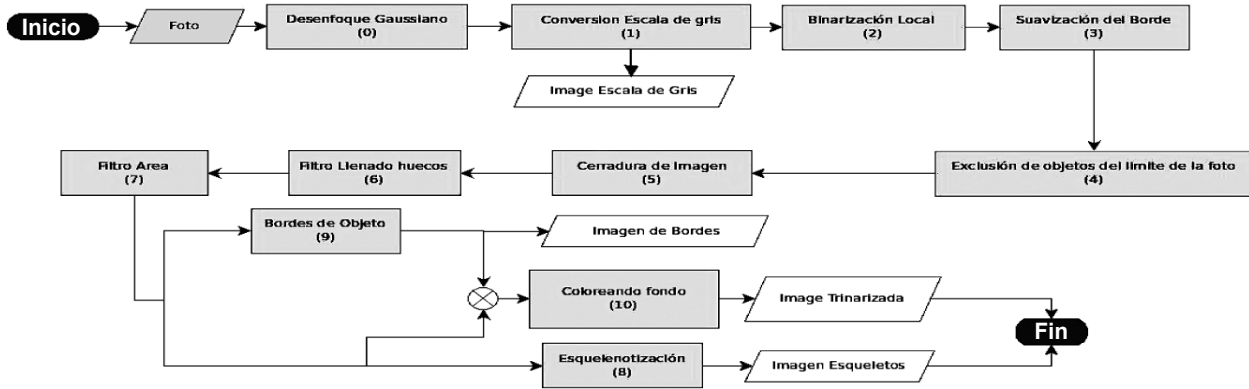 Inicio
Foto
Desenfoque Gaussiano
(0)
Conversion Escala de gris
(1)
Binarización Local
(2)
Suavización del Borde
(3)
Image Escala de Gris
Filtro Area
(7)
Filtro Llenado huecos
(6)
Cerradura de Imagen
(5)
Exclusión de objetos del limite de la foto
(4)
Bordes de Objeto
(9)
Imagen de Bordes
Coloreando fondo
(10)
Image Trinarizada
Fin
Esquelenotización
(8)
Imagen Esqueletos